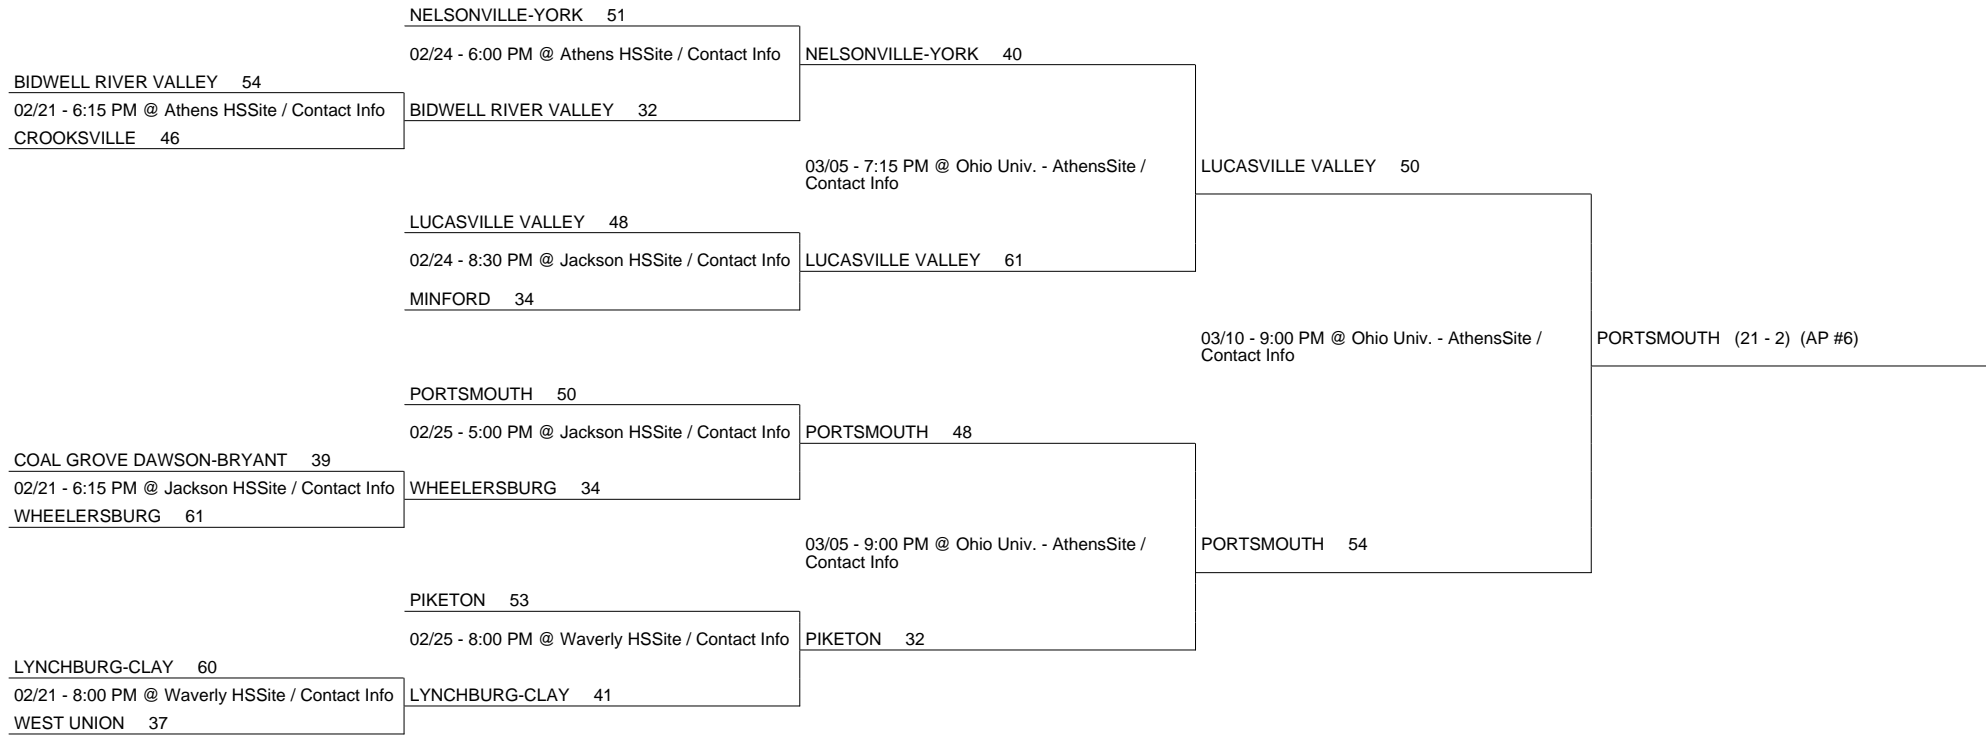 NELSONVILLE-YORK 51
02/24 - 6:00 PM @ Athens HSSite / Contact Info
NELSONVILLE-YORK 40
BIDWELL RIVER VALLEY 54
02/21 - 6:15 PM @ Athens HSSite / Contact Info
BIDWELL RIVER VALLEY 32
CROOKSVILLE 46
03/05 - 7:15 PM @ Ohio Univ. - AthensSite /
Contact Info
LUCASVILLE VALLEY 50
LUCASVILLE VALLEY 48
02/24 - 8:30 PM @ Jackson HSSite / Contact Info
LUCASVILLE VALLEY 61
MINFORD 34
03/10 - 9:00 PM @ Ohio Univ. - AthensSite /
Contact Info
PORTSMOUTH (21 - 2) (AP #6)
PORTSMOUTH 50
02/25 - 5:00 PM @ Jackson HSSite / Contact Info
PORTSMOUTH 48
COAL GROVE DAWSON-BRYANT 39
02/21 - 6:15 PM @ Jackson HSSite / Contact Info
WHEELERSBURG 34
WHEELERSBURG 61
03/05 - 9:00 PM @ Ohio Univ. - AthensSite /
Contact Info
PORTSMOUTH 54
PIKETON 53
02/25 - 8:00 PM @ Waverly HSSite / Contact Info
PIKETON 32
LYNCHBURG-CLAY 60
02/21 - 8:00 PM @ Waverly HSSite / Contact Info
LYNCHBURG-CLAY 41
WEST UNION 37